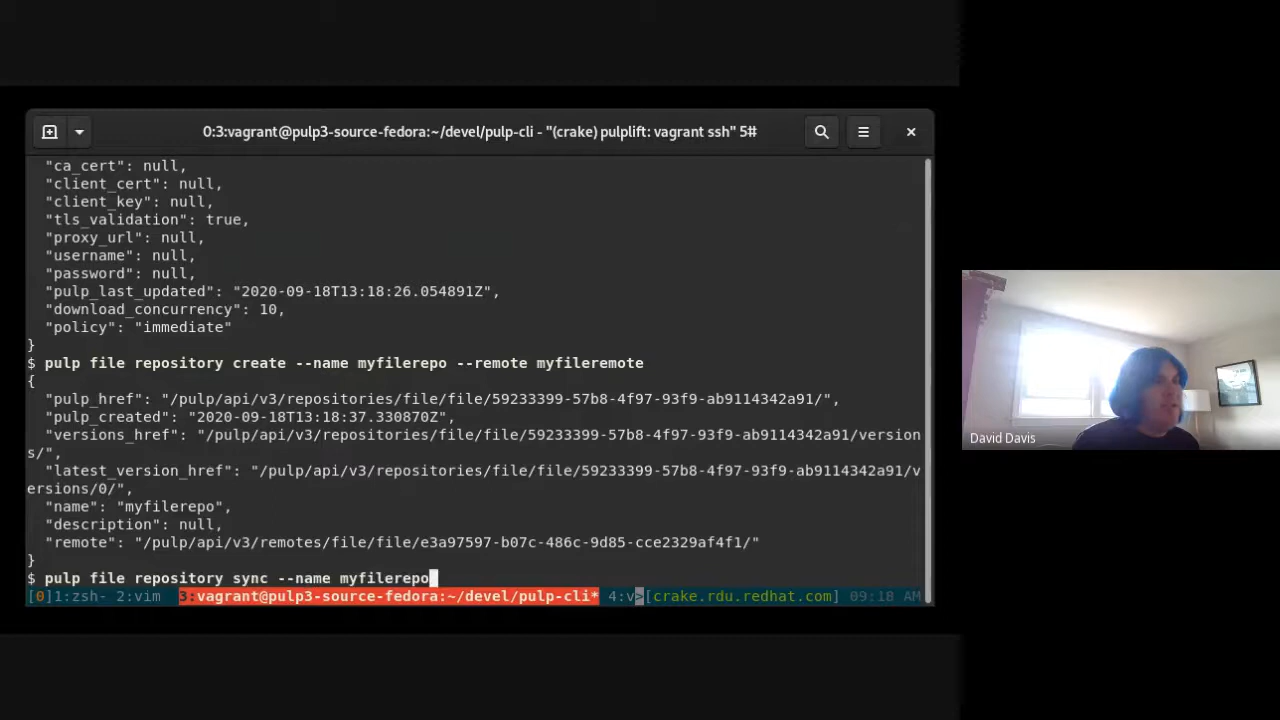 0:3:vagrant@pulp3-source-fedora:~/devel/pulp-cli - "(crake) pulplift: vagrant ssh" 5#
"ca_cert": null,
"client_cert": null,
"client_key": null,
"tls_validation": true,
"proxy_url": null,
"username": null,
"password": null,
"pulp_last_updated": "2020-09-18T13:18:26.054891Z",
"download_concurrency": 10,
"policy": "immediate"
}
$ pulp file repository create --name myfilerepo --remote myfileremote
{
"pulp_href": "/pulp/api/v3/repositories/file/file/59233399-57b8-4f97-93f9-ab9114342a91/",
"pulp_created": "2020-09-18T13:18:37.330870Z",
"versions_href": "/pulp/api/v3/repositories/file/file/59233399-57b8-4f97-93f9-ab9114342a91/version
s/",
"latest_version_href": "/pulp/api/v3/repositories/file/file/59233399-57b8-4f97-93f9-ab9114342a91/v
ersions/0/",
"name": "myfilerepo",
"description": null,
"remote": "/pulp/api/v3/remotes/file/file/e3a97597-b07c-486c-9d85-cce2329af4f1/"
}
$ pulp file repository sync --name myfilerepo
[0]1:zsh- 2:vim 3:vagrant@pulp3-source-fedora:~/devel/pulp-cli* 4:v>[crake.rdu.redhat.com] 09:18 AM
David Davis